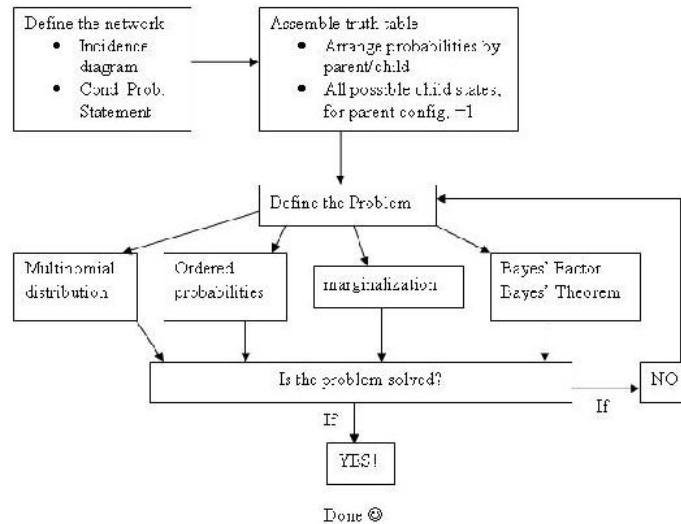 Define the network
• Incidence
diagram
• Cond. Prob.
Statement
Assemble truth table
• Arrange probabilities by
parent/child
• All possible child states,
for parent config, =1
Define the Problem
Multinomial
distribution
Ordered
probabilities
marginalization
Bayes' Factor
Bayes' Theorem
Is the problem solved?
NO
If
If
YES!
Done ☺